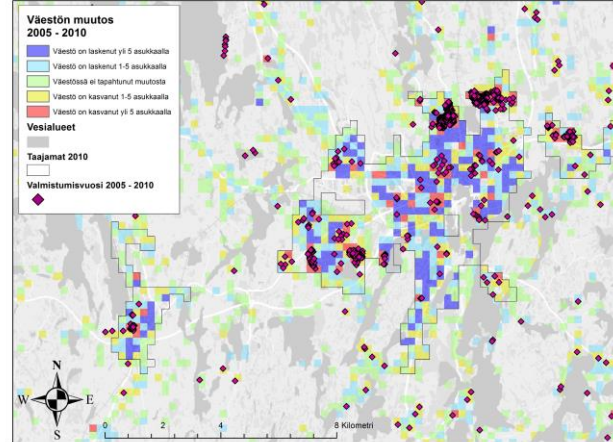 Väestön muutos
2005 - 2010
Väestö on laskenut yli 5 asukkaalla
Väestö on laskenut 1-5 asukkaalla
Väestössä ei tapahtunut muutosta
Väestö on kasvanut 1-5 asukkaalla
Väestö on kasvanut yli 5 asukkaalla
Vesialueet
Taajamat 2010
Valmistumisvuosi 2005 - 2010
N
W
E
S
0 2 4 8 Kilometri